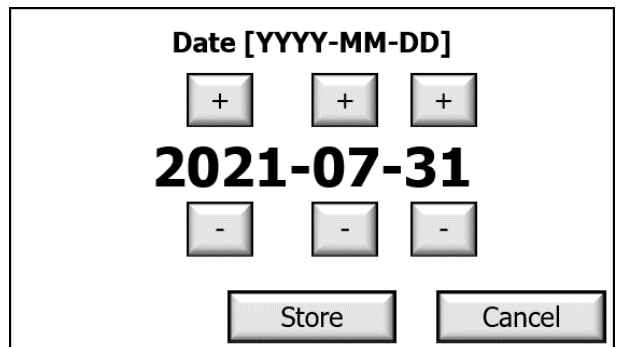 Date [YYYY-MM-DD]
+ + +
2021-07-31
- - -
Store Cancel